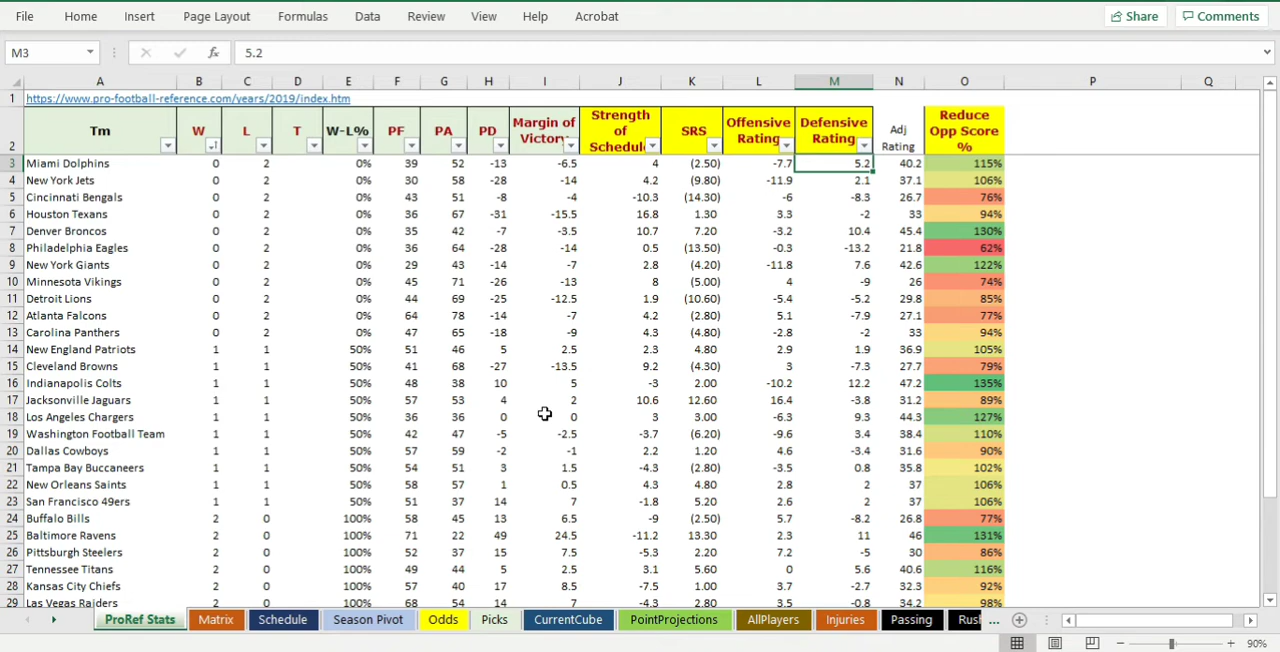 File Home Insert Page Layout Formulas Data Review View Help Acrobat Share Comments
M3 fx 5.2
A B C D E F G H I J K L M N O P Q
1 https://www.pro-football-reference.com/years/2019/index.htm
2 Tm W L T W-L% PF PA PD Margin of Victory Strength of Schedule SRS Offensive Rating Defensive Rating Adj Rating Reduce Opp Score %
3 Miami Dolphins 0 2 0% 39 52 -13 -6.5 4 (2.50) -7.7 5.2 40.2 115%
4 New York Jets 0 2 0% 30 58 -28 -14 4.2 (9.80) -11.9 2.1 37.1 106%
5 Cincinnati Bengals 0 2 0% 43 51 -8 -4 -10.3 (14.30) -6 -8.3 26.7 76%
6 Houston Texans 0 2 0% 36 67 -31 -15.5 16.8 1.30 3.3 -2 33 94%
7 Denver Broncos 0 2 0% 35 42 -7 -3.5 10.7 7.20 -3.2 10.4 45.4 130%
8 Philadelphia Eagles 0 2 0% 36 64 -28 -14 0.5 (13.50) -0.3 -13.2 21.8 62%
9 New York Giants 0 2 0% 29 43 -14 -7 2.8 (4.20) -11.8 7.6 42.6 122%
10 Minnesota Vikings 0 2 0% 45 71 -26 -13 8 (5.00) 4 -9 26 74%
11 Detroit Lions 0 2 0% 44 69 -25 -12.5 1.9 (10.60) -5.4 -5.2 29.8 85%
12 Atlanta Falcons 0 2 0% 64 78 -14 -7 4.2 (2.80) 5.1 -7.9 27.1 77%
13 Carolina Panthers 0 2 0% 47 65 -18 -9 4.3 (4.80) -2.8 -2 33 94%
14 New England Patriots 1 1 50% 51 46 5 2.5 2.3 4.80 2.9 1.9 36.9 105%
15 Cleveland Browns 1 1 50% 41 68 -27 -13.5 9.2 (4.30) 3 -7.3 27.7 79%
16 Indianapolis Colts 1 1 50% 48 38 10 5 -3 2.00 -10.2 12.2 47.2 135%
17 Jacksonville Jaguars 1 1 50% 57 53 4 2 10.6 12.60 16.4 -3.8 31.2 89%
18 Los Angeles Chargers 1 1 50% 36 36 0 0 3 3.00 -6.3 9.3 44.3 127%
19 Washington Football Team 1 1 50% 42 47 -5 -2.5 -3.7 (6.20) -9.6 3.4 38.4 110%
20 Dallas Cowboys 1 1 50% 57 59 -2 -1 2.2 1.20 4.6 -3.4 31.6 90%
21 Tampa Bay Buccaneers 1 1 50% 54 51 3 1.5 -4.3 (2.80) -3.5 0.8 35.8 102%
22 New Orleans Saints 1 1 50% 58 57 1 0.5 4.3 4.80 2.8 2 37 106%
23 San Francisco 49ers 1 1 50% 51 37 14 7 -1.8 5.20 2.6 2 37 106%
24 Buffalo Bills 2 0 100% 58 45 13 6.5 -9 (2.50) 5.7 -8.2 26.8 77%
25 Baltimore Ravens 2 0 100% 71 22 49 24.5 -11.2 13.30 2.3 11 46 131%
26 Pittsburgh Steelers 2 0 100% 52 37 15 7.5 -5.3 2.20 7.2 -5 30 86%
27 Tennessee Titans 2 0 100% 49 44 5 2.5 3.1 5.60 0 5.6 40.6 116%
28 Kansas City Chiefs 2 0 100% 57 40 17 8.5 -7.5 1.00 3.7 -2.7 32.3 92%
29 Las Vegas Raiders 2 0 100% 68 54 14 7 -4.3 2.80 3.5 -0.8 34.2 98%
ProRef Stats Matrix Schedule Season Pivot Odds Picks CurrentCube PointProjections AllPlayers Injuries Passing Rus ...
90%